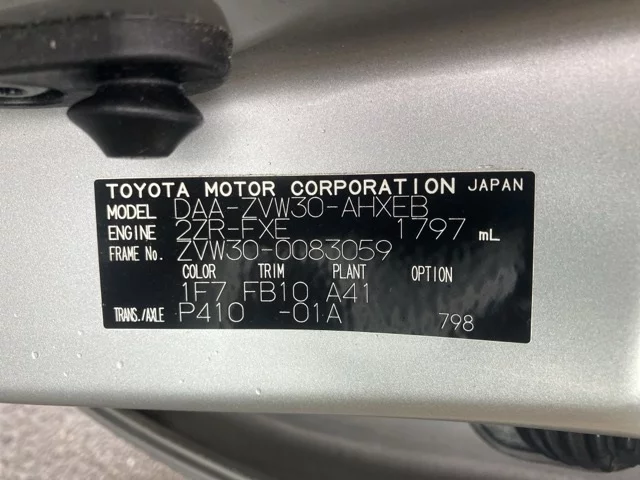 TOYOTA MOTOR CORPORATION JAPAN
MODEL DAA-ZVW30-AHXEB
ENGINE 2ZR-FXE 1797 mL
FRAME No. ZVW30-0083059
COLOR TRIM PLANT OPTION
1F7 FB10 A41
TRANS./AXLE P410 -01A 798